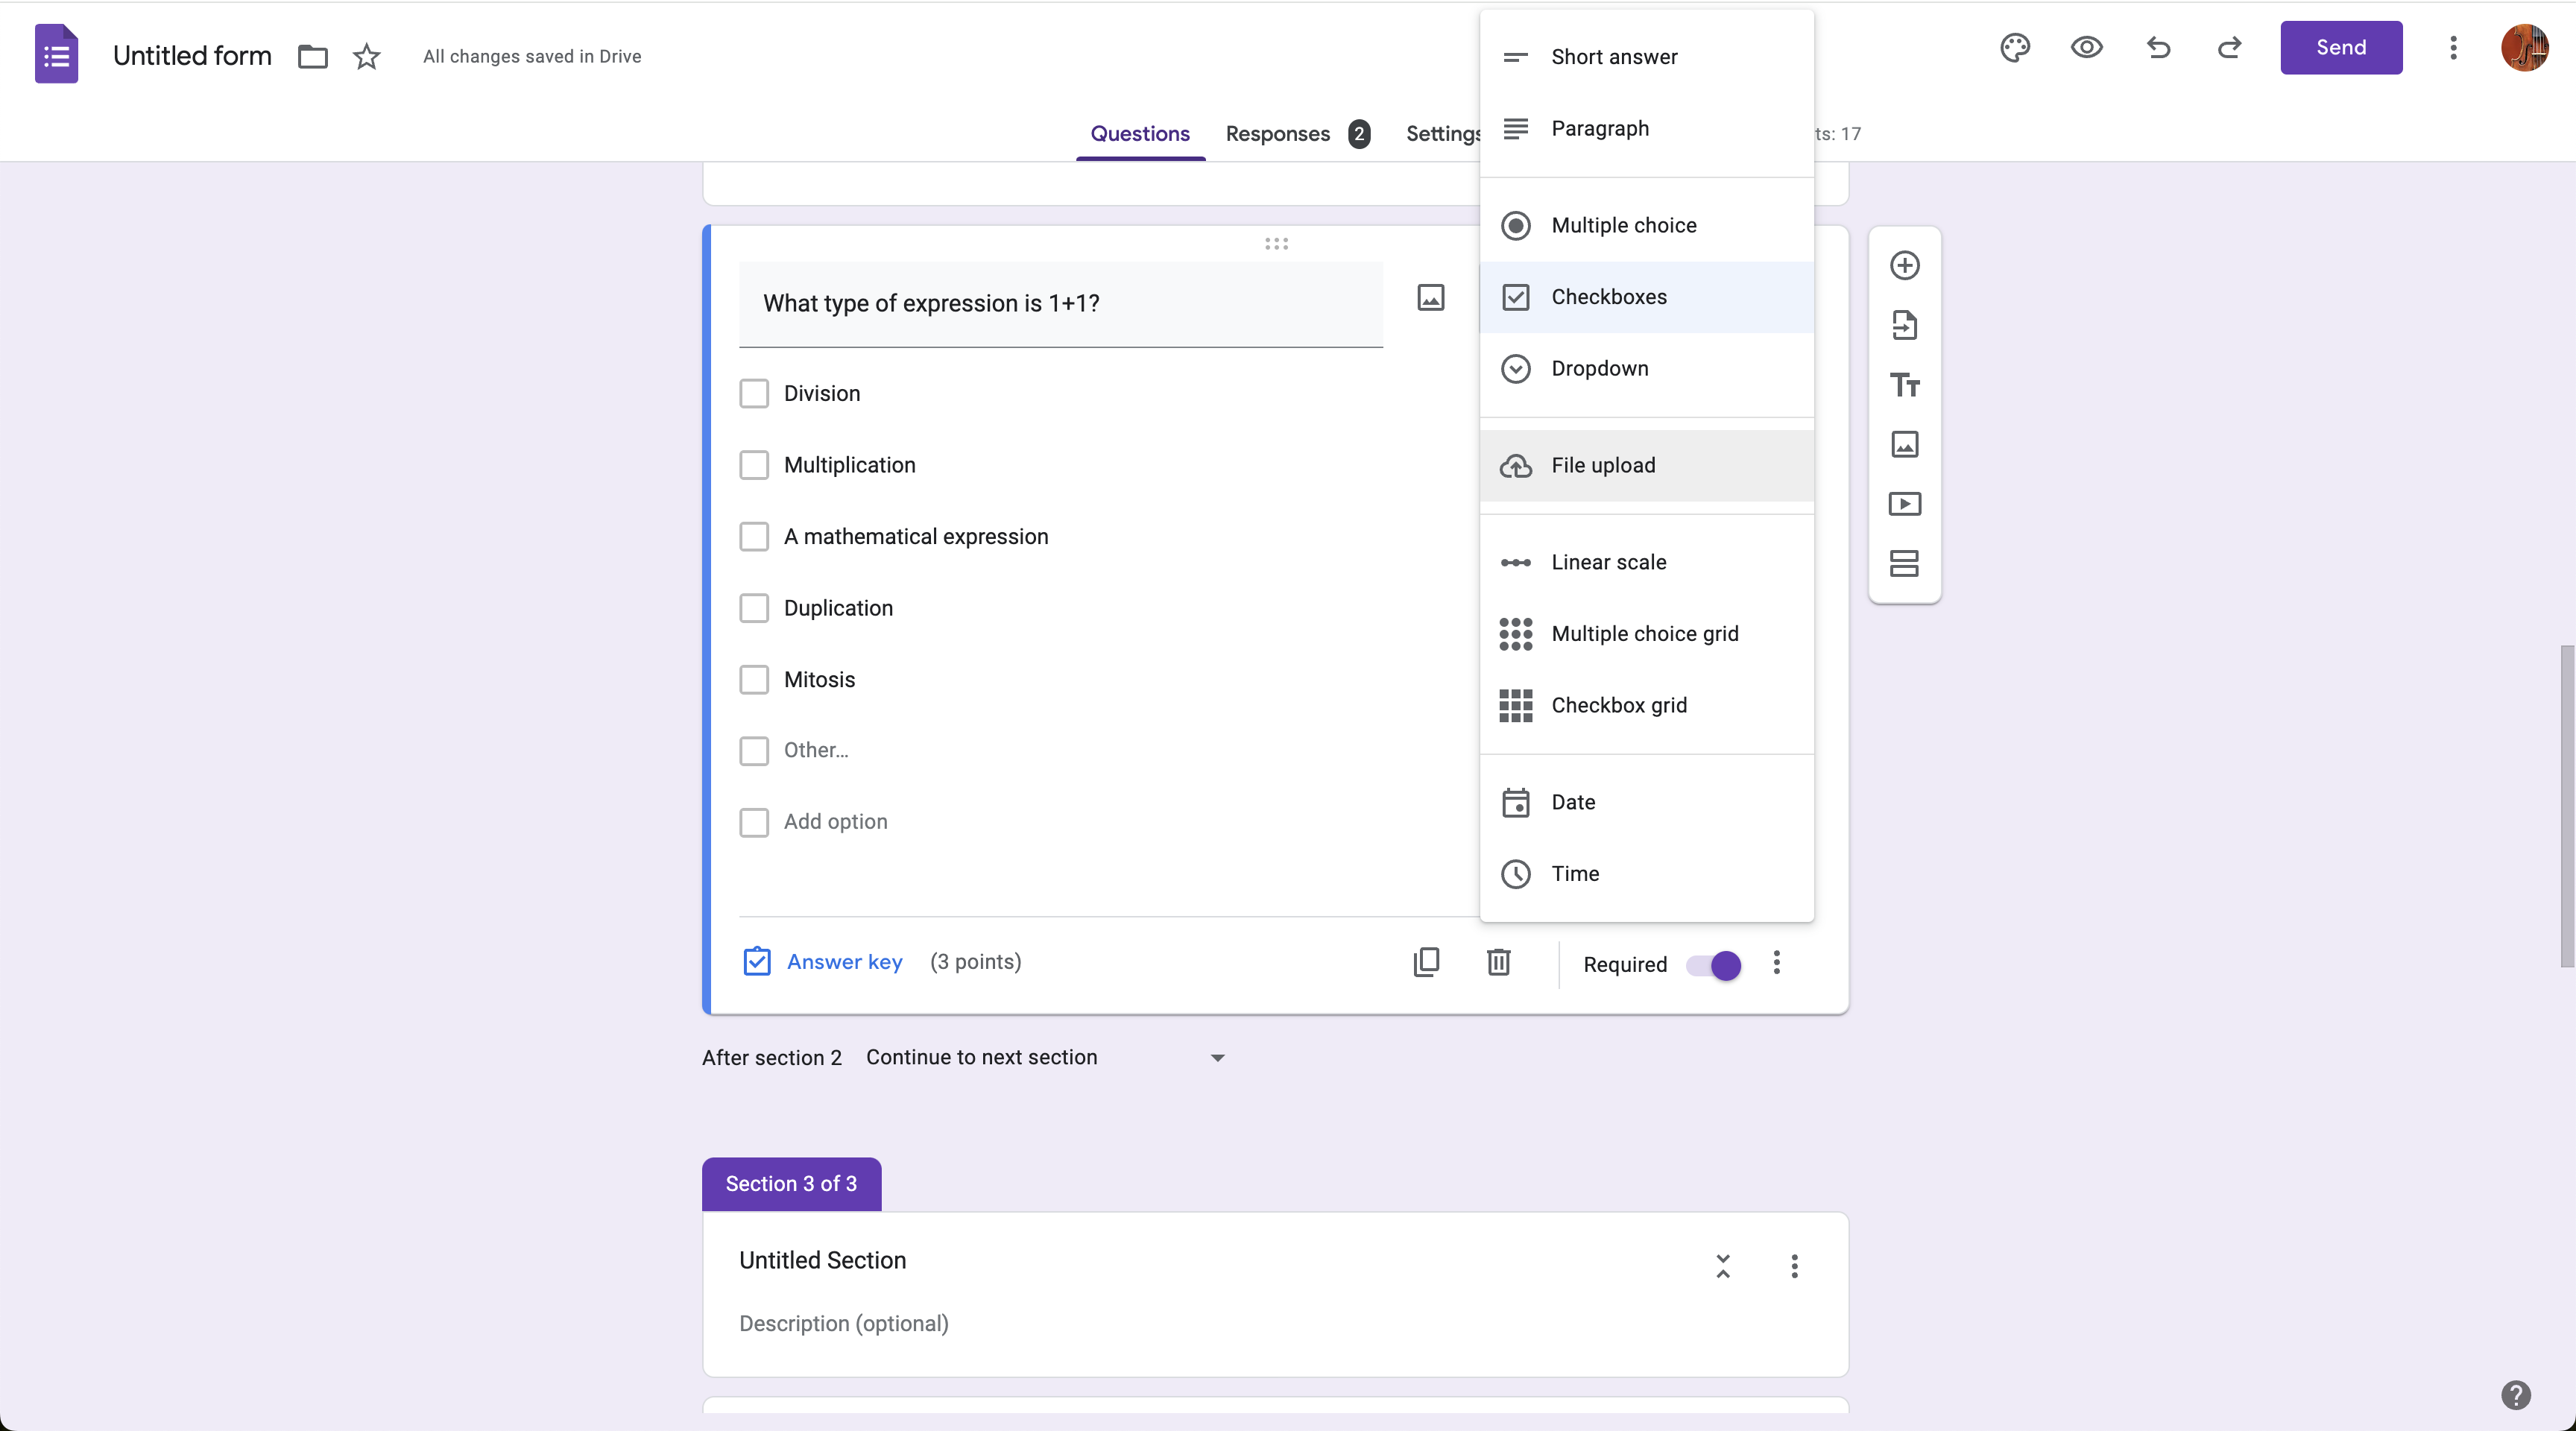 Untitled form
All changes saved in Drive
Send
Questions
Responses 2
Settings
ts: 17
Short answer
Paragraph
Multiple choice
Checkboxes
Dropdown
File upload
Linear scale
Multiple choice grid
Checkbox grid
Date
Time
What type of expression is 1+1?
Division
Multiplication
A mathematical expression
Duplication
Mitosis
Other...
Add option
Answer key (3 points)
Required
After section 2 Continue to next section
Section 3 of 3
Untitled Section
Description (optional)